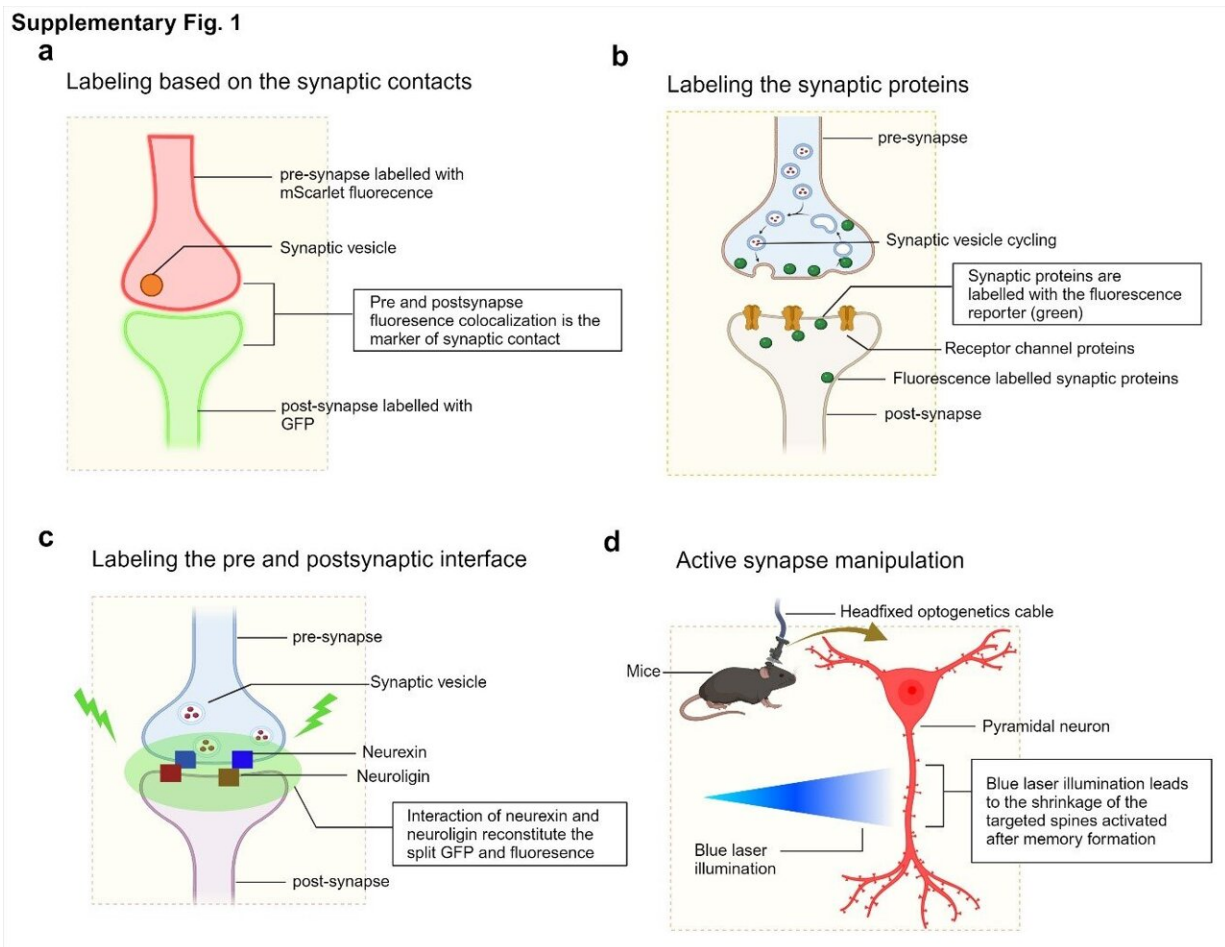 Supplementary Fig. 1
a
Labeling based on the synaptic contacts
pre-synapse labelled with
mScarlet fluorecence
Synaptic vesicle
Pre and postsynapse
fluoresence colocalization is the
marker of synaptic contact
post-synapse labelled with
GFP
b
Labeling the synaptic proteins
pre-synapse
Synaptic vesicle cycling
Synaptic proteins are
labelled with the fluorescence
reporter (green)
Receptor channel proteins
Fluorescence labelled synaptic proteins
post-synapse
c
Labeling the pre and postsynaptic interface
pre-synapse
Synaptic vesicle
Neurexin
Neuroligin
Interaction of neurexin and
neuroligin reconstitute the
split GFP and fluoresence
post-synapse
d
Active synapse manipulation
Headfixed optogenetics cable
Mice
Pyramidal neuron
Blue laser illumination leads
to the shrinkage of the
targeted spines activated
after memory formation
Blue laser
illumination